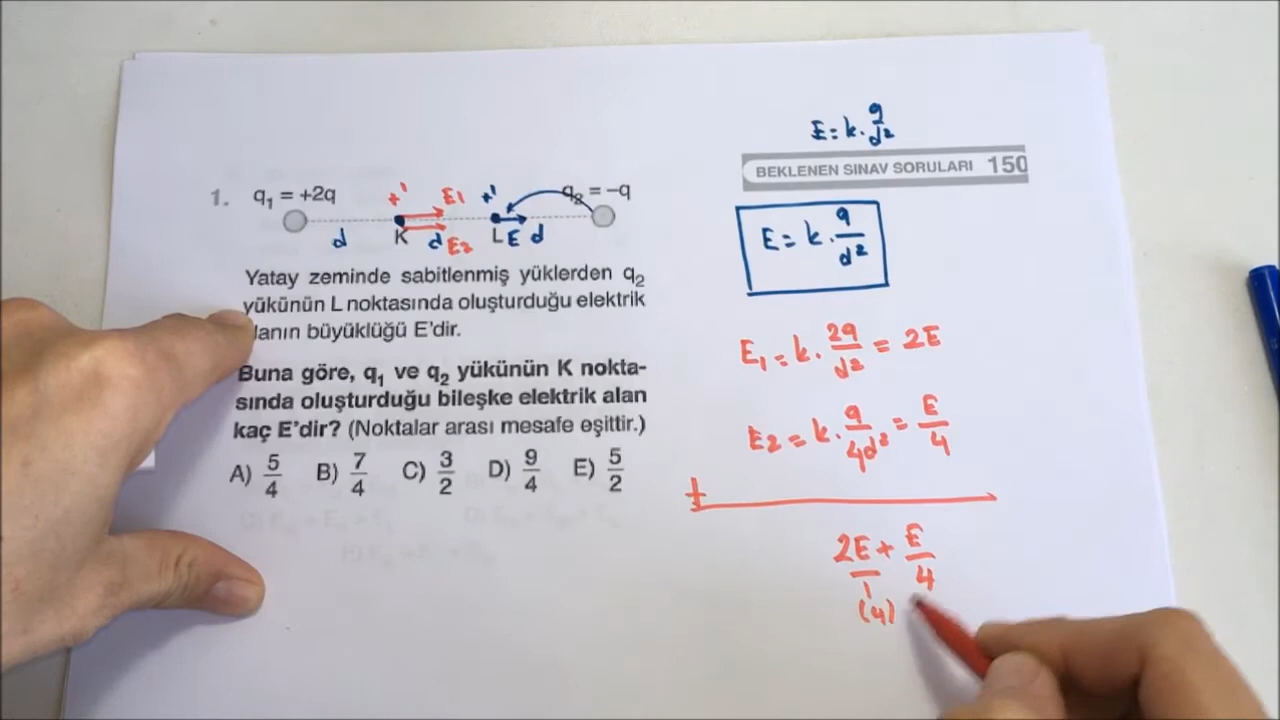 E = k . q/d²
BEKLENEN SINAV SORULARI 150
1. q₁ = +2q +' E1 +' q₂ = −q
d K d E2 L E d
Yatay zeminde sabitlenmiş yüklerden q₂
yükünün L noktasında oluşturduğu elektrik
lanın büyüklüğü E'dir.
Buna göre, q₁ ve q₂ yükünün K nokta-
sında oluşturduğu bileşke elektrik alan
kaç E'dir? (Noktalar arası mesafe eşittir.)
A) 5/4 B) 7/4 C) 3/2 D) 9/4 E) 5/2
E = k . q/d²
E₁ = k . 2q/d² = 2E
E2 = k . q/4d² = E/4
+
2E/1 + E/4
(4)